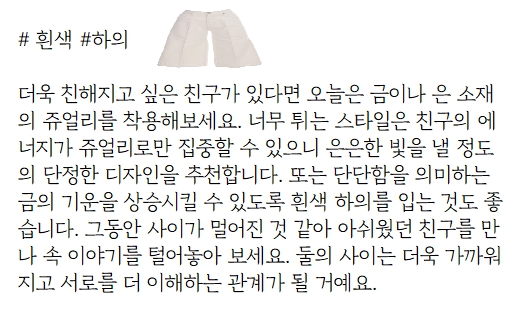 # 흰색 #하의
더욱 친해지고 싶은 친구가 있다면 오늘은 금이나 은 소재
의 쥬얼리를 착용해보세요. 너무 튀는 스타일은 친구의 에
너지가 쥬얼리로만 집중할 수 있으니 은은한 빛을 낼 정도
의 단정한 디자인을 추천합니다. 또는 단단함을 의미하는
금의 기운을 상승시킬 수 있도록 흰색 하의를 입는 것도 좋
습니다. 그동안 사이가 멀어진 것 같아 아쉬웠던 친구를 만
나 속 이야기를 털어놓아 보세요. 둘의 사이는 더욱 가까워
지고 서로를 더 이해하는 관계가 될 거예요.